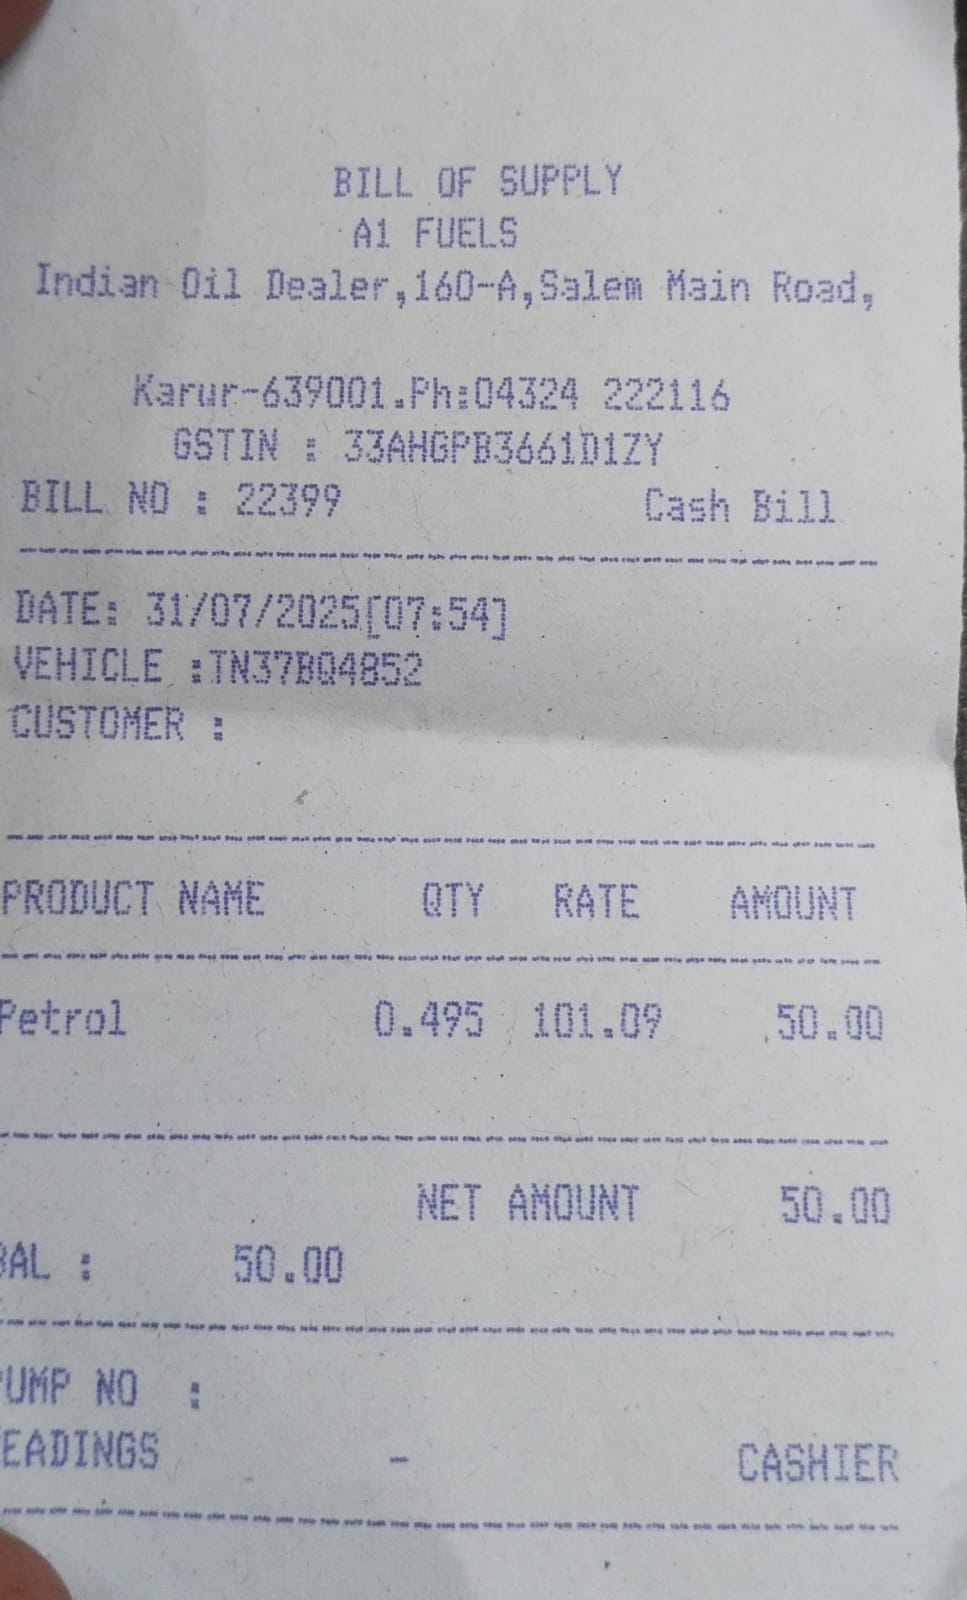 BILL OF SUPPLY
A1 FUELS
Indian Oil Dealer,160-A,Salem Main Road,
Karur-639001.Ph:04324 222116
GSTIN : 33AHGPB3661D1ZY
BILL NO : 22399 Cash Bill
DATE: 31/07/2025[07:54]
VEHICLE :TN37BQ4852
CUSTOMER :
PRODUCT NAME QTY RATE AMOUNT
Petrol 0.495 101.09 50.00
NET AMOUNT 50.00
BAL : 50.00
UMP NO :
EADINGS - CASHIER